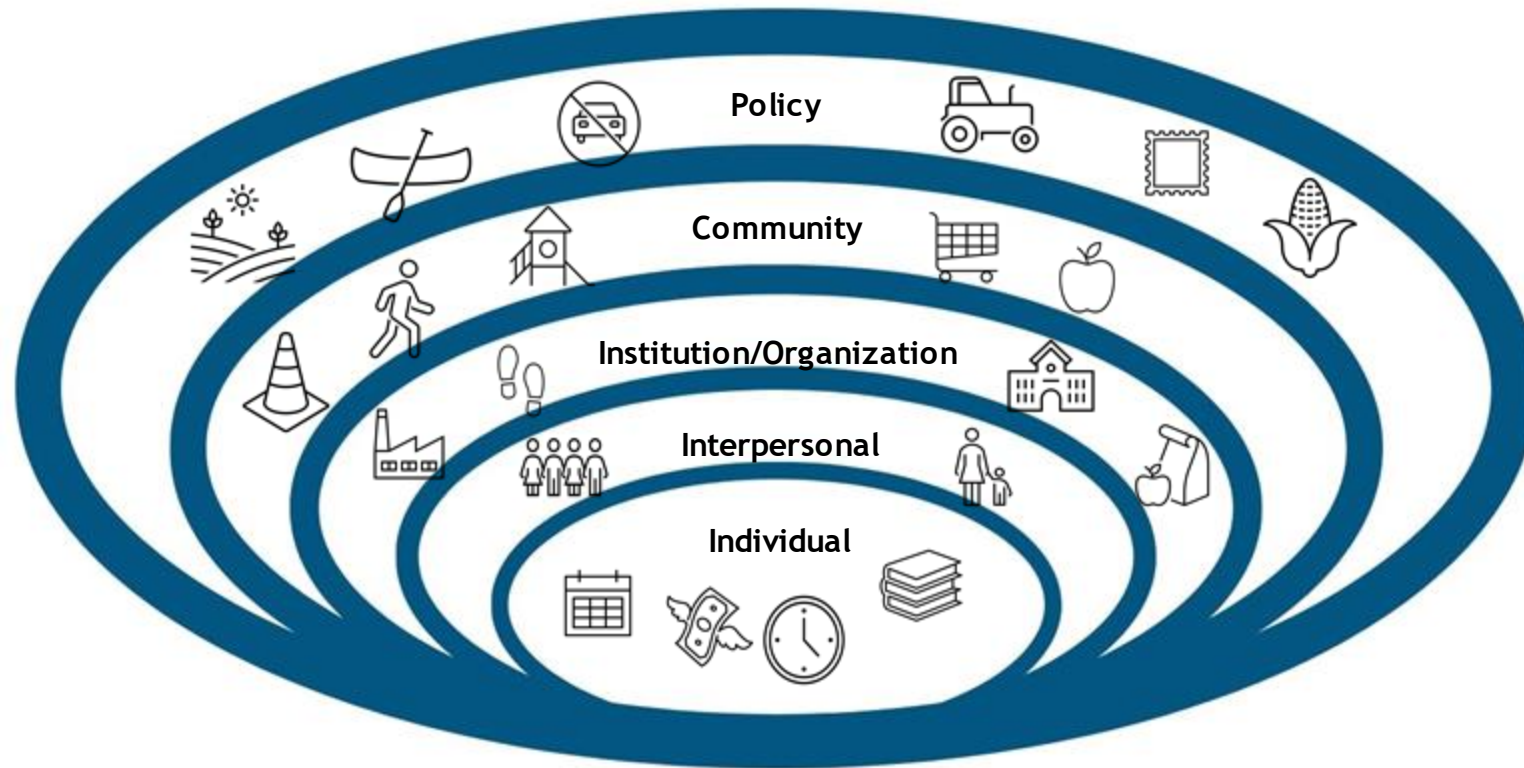 Policy
Community
Institution/Organization
Interpersonal
Individual